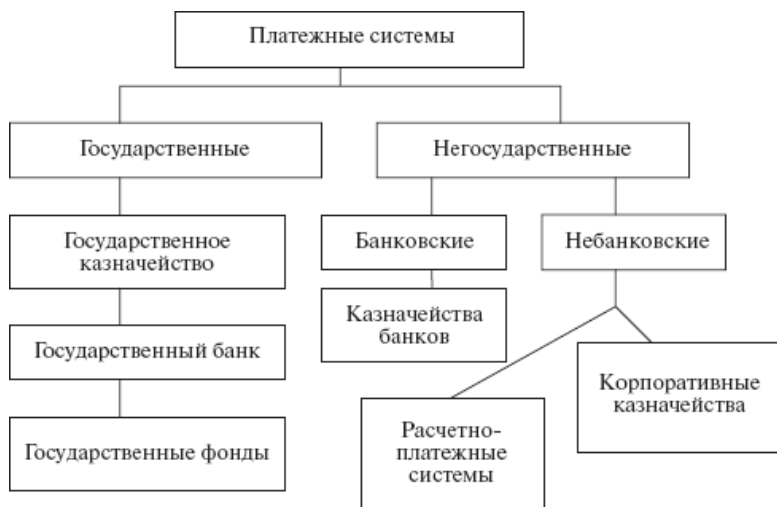 Платежные системы
Государственные
Негосударственные
Государственное
казначейство
Банковские
Небанковские
Казначейства
банков
Государственный банк
Корпоративные
казначейства
Расчетно-
платежные
системы
Государственные фонды